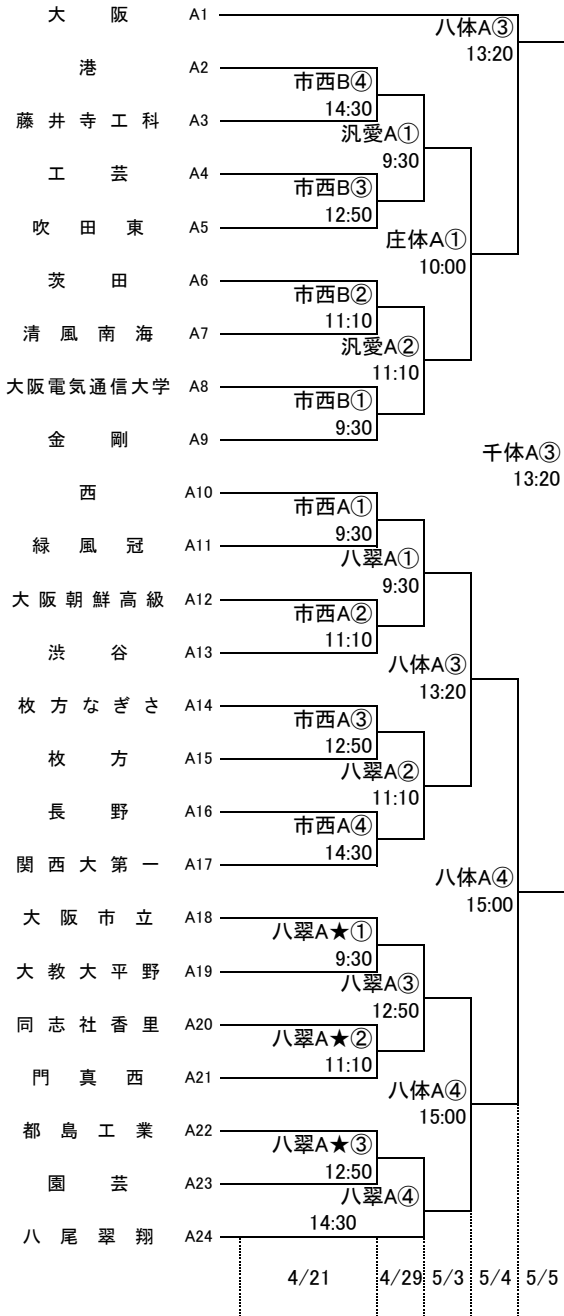 大阪 A1
八体A③
13:20
港 A2
市西B④
14:30
藤井寺工科 A3
汎愛A①
9:30
工芸 A4
市西B③
12:50
吹田東 A5
庄体A①
10:00
茨田 A6
市西B②
11:10
清風南海 A7
汎愛A②
11:10
大阪電気通信大学 A8
市西B①
9:30
金剛 A9
千体A③
13:20
西 A10
市西A①
9:30
緑風冠 A11
八翠A①
9:30
大阪朝鮮高級 A12
市西A②
11:10
渋谷 A13
八体A③
13:20
枚方なぎさ A14
市西A③
12:50
枚方 A15
八翠A②
11:10
長野 A16
市西A④
14:30
関西大第一 A17
八体A④
15:00
大阪市立 A18
八翠A★①
9:30
大教大平野 A19
八翠A③
12:50
同志社香里 A20
八翠A★②
11:10
門真西 A21
八体A④
15:00
都島工業 A22
八翠A★③
12:50
園芸 A23
八翠A④
14:30
八尾翠翔 A24
4/21 4/29 5/3 5/4 5/5